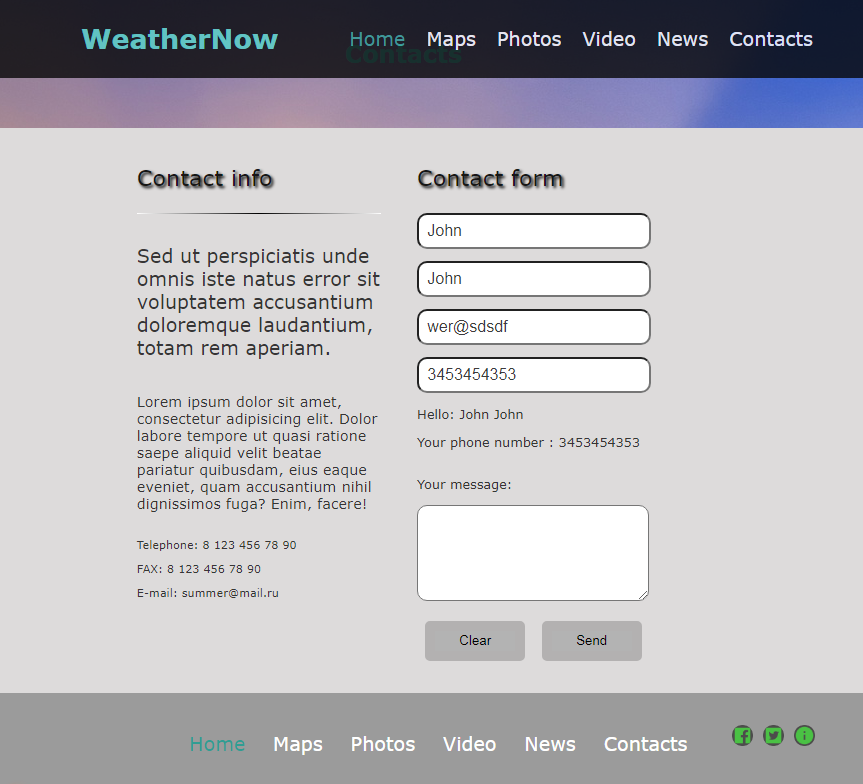 WeatherNow
Home Maps Photos Video News Contacts
Contacts
Contact info
Sed ut perspiciatis unde
omnis iste natus error sit
voluptatem accusantium
doloremque laudantium,
totam rem aperiam.
Lorem ipsum dolor sit amet,
consectetur adipisicing elit. Dolor
labore tempore ut quasi ratione
saepe aliquid velit beatae
pariatur quibusdam, eius eaque
eveniet, quam accusantium nihil
dignissimos fuga? Enim, facere!
Telephone: 8 123 456 78 90
FAX: 8 123 456 78 90
E-mail: summer@mail.ru
Contact form
John
John
wer@sdsdf
3453454353
Hello: John John
Your phone number : 3453454353
Your message:
Clear Send
Home Maps Photos Video News Contacts